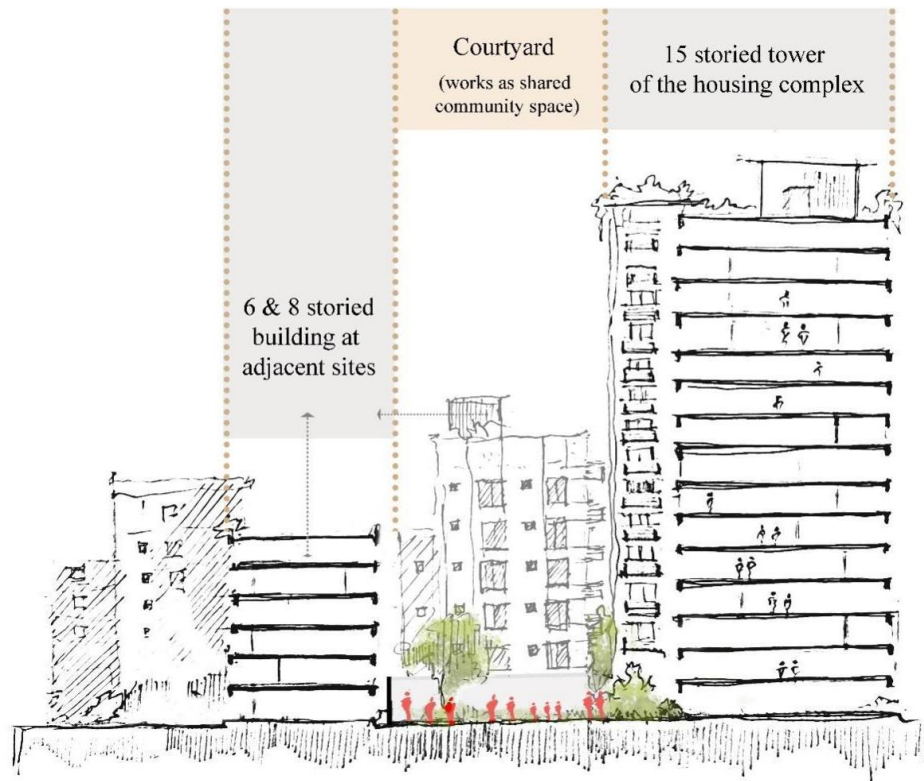 6 & 8 storied
building at
adjacent sites
Courtyard
(works as shared
community space)
15 storied tower
of the housing complex